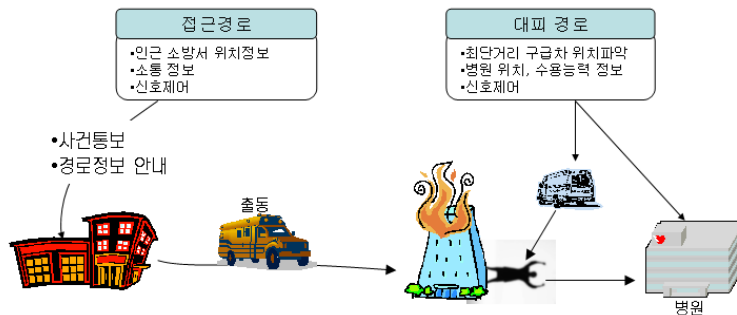 접근경로
▪인근 소방서 위치정보
▪소통 정보
▪신호제어
대피 경로
▪최단거리 구급차 위치파악
▪병원 위치, 수용능력 정보
▪신호제어
•사건통보
•경로정보 안내
출동
병원